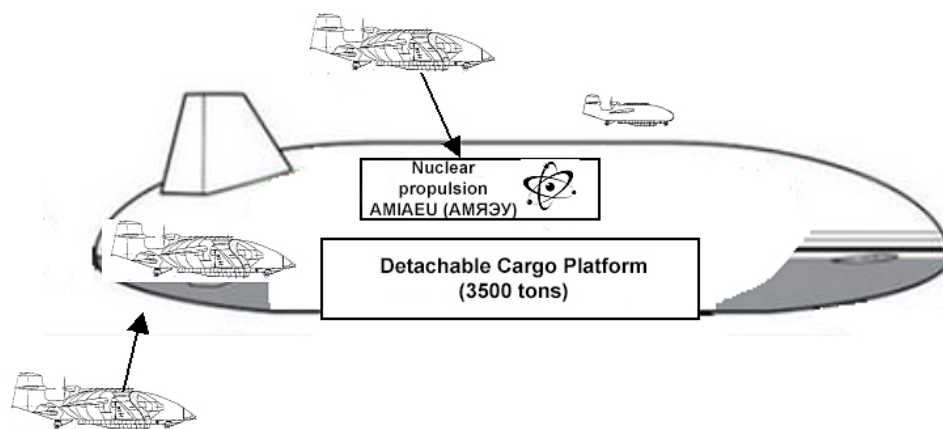 Nuclear
propulsion
AMIAEU (АМЯЭУ)
Detachable Cargo Platform
(3500 tons)